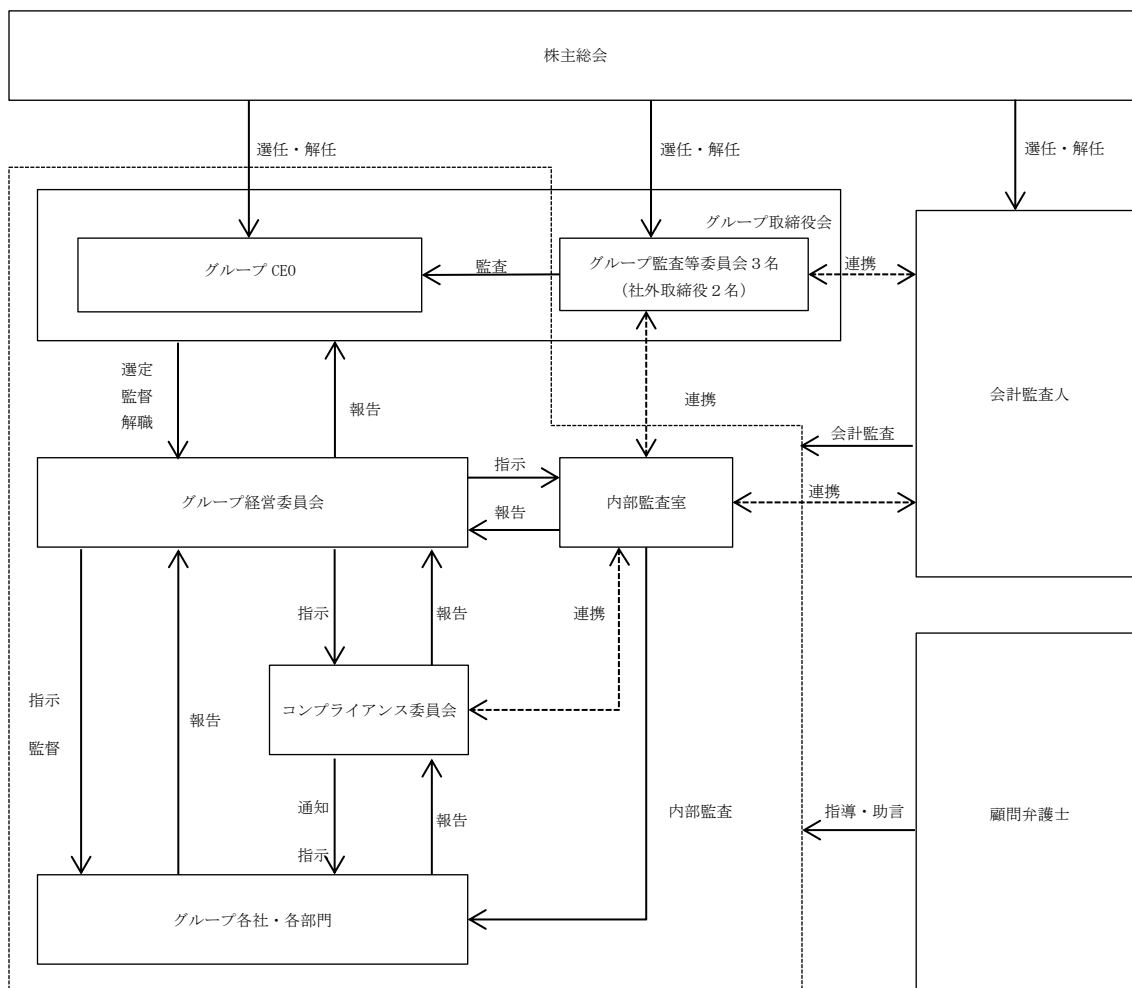 株主総会
選任・解任
選任・解任
選任・解任
グループ取締役会
グループ CEO
監査
グループ監査等委員会３名
（社外取締役２名）
連携
選定
監督
解職
報告
連携
会計監査人
会計監査
グループ経営委員会
指示
報告
内部監査室
連携
指示
報告
連携
指示
監督
報告
コンプライアンス委員会
通知
指示
報告
内部監査
指導・助言
顧問弁護士
グループ各社・各部門